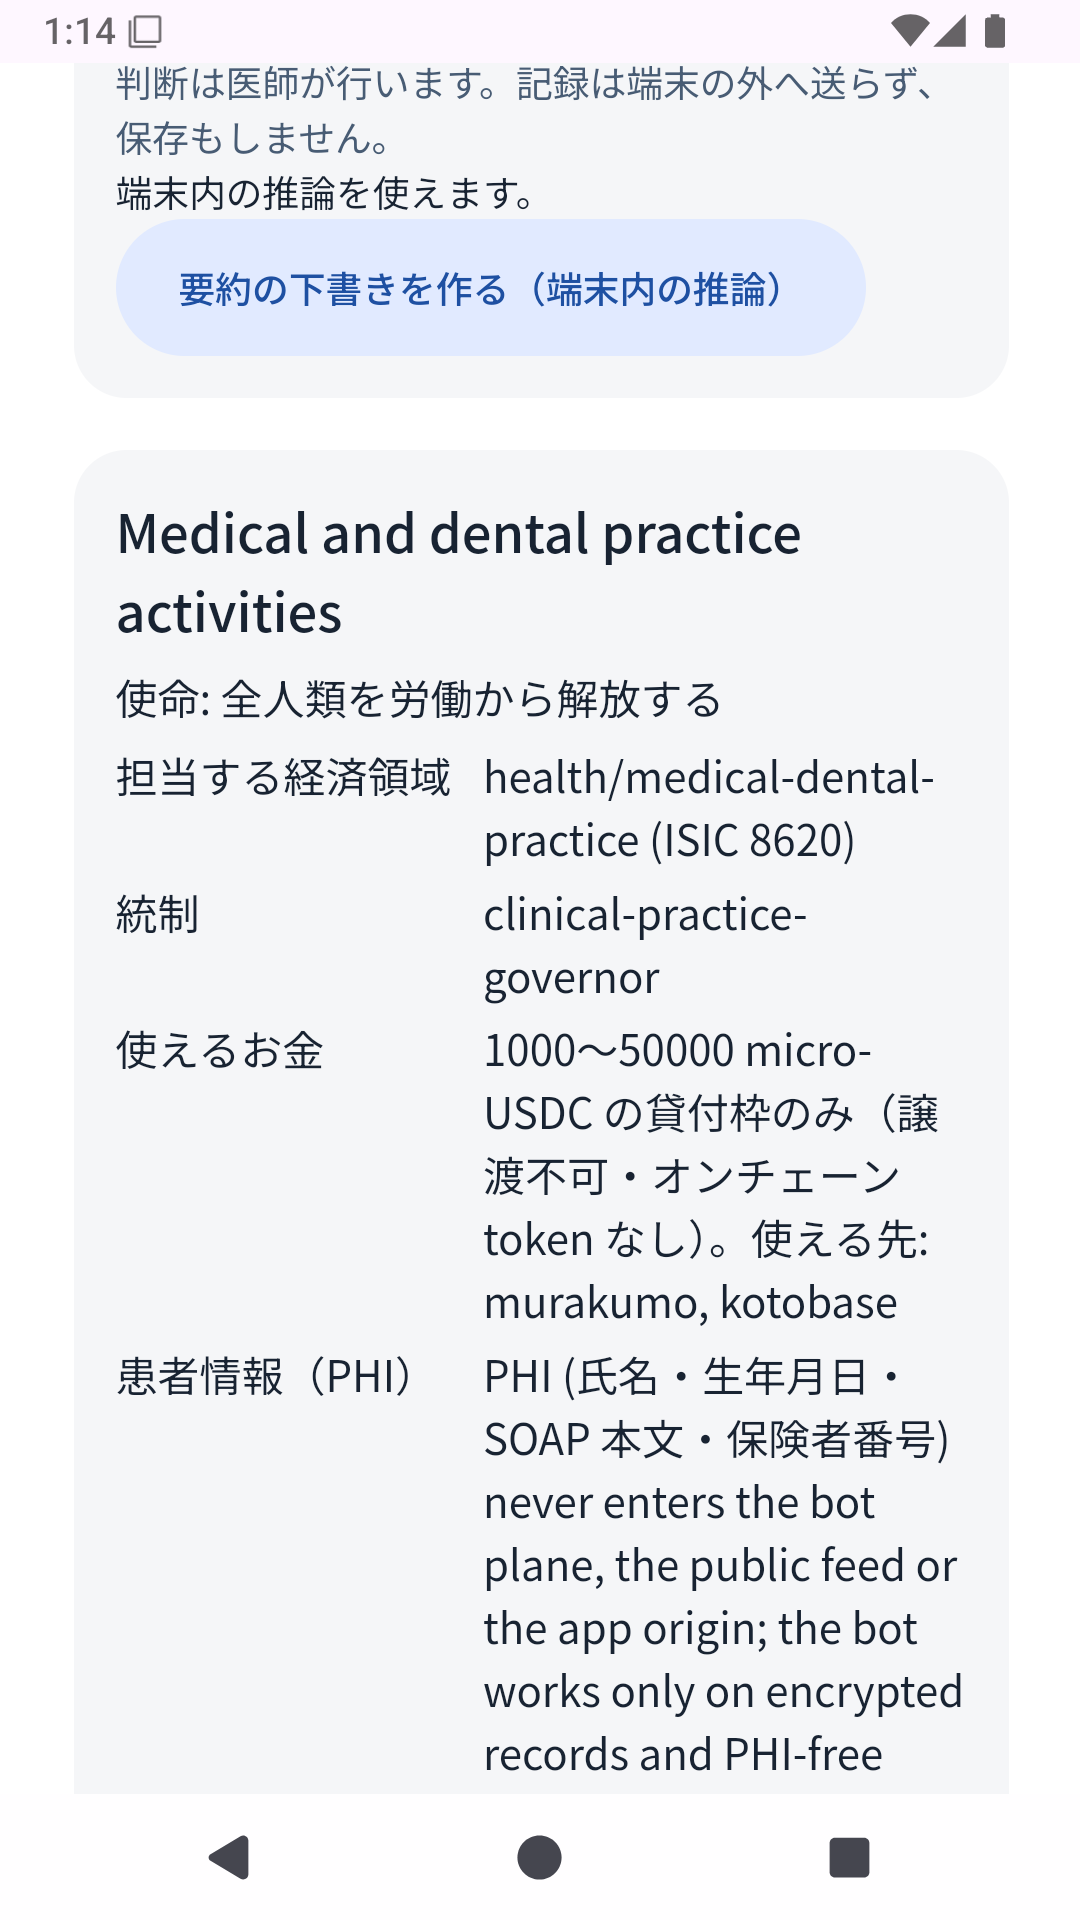 1:14
判断は医師が行います。記録は端末の外へ送らず、
保存もしません。
端末内の推論を使えます。
要約の下書きを作る（端末内の推論）
Medical and dental practice
activities
使命: 全人類を労働から解放する
担当する経済領域 health/medical-dental-
practice (ISIC 8620)
統制 clinical-practice-
governor
使えるお金 1000〜50000 micro-
USDC の貸付枠のみ（譲
渡不可・オンチェーン
token なし）。使える先:
murakumo, kotobase
患者情報（PHI） PHI (氏名・生年月日・
SOAP 本文・保険者番号)
never enters the bot
plane, the public feed or
the app origin; the bot
works only on encrypted
records and PHI-free